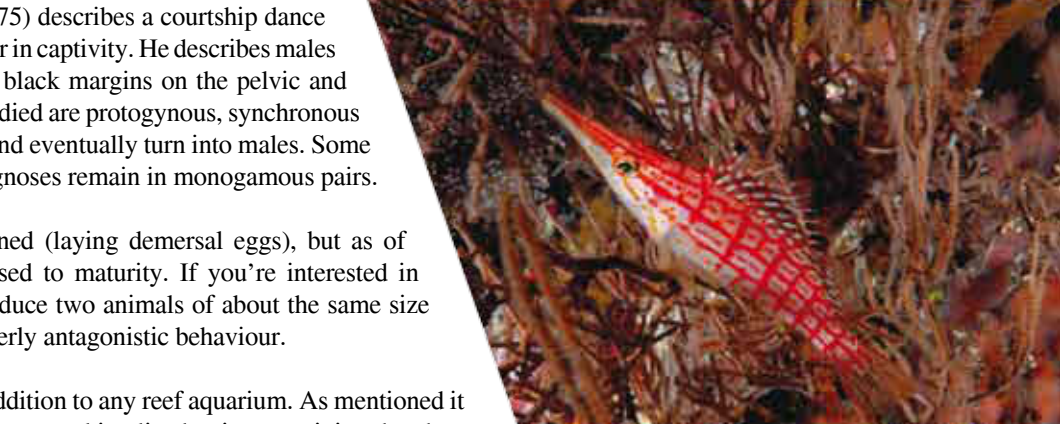 75) describes a courtship dance
r in captivity. He describes males
black margins on the pelvic and
died are protogynous, synchronous
nd eventually turn into males. Some
gnoses remain in monogamous pairs.
ned (laying demersal eggs), but as of
sed to maturity. If you're interested in
duce two animals of about the same size
erly antagonistic behaviour.
ddition to any reef aquarium. As mentioned it